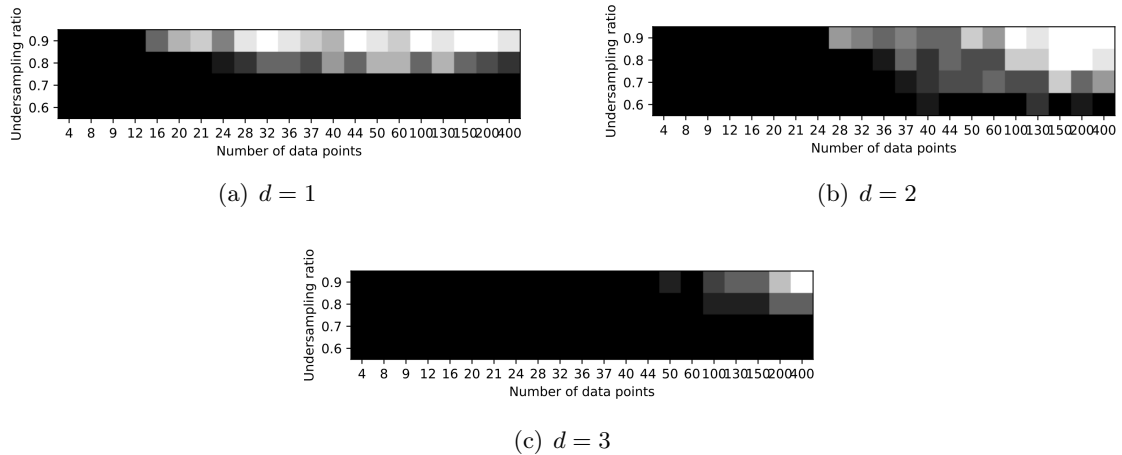 Undersampling ratio
0.9
0.8
0.7
0.6
4 8 9 12 16 20 21 24 28 32 36 37 40 44 50 60 100 130 150 200 400
Number of data points
(a) d = 1
Undersampling ratio
0.9
0.8
0.7
0.6
4 8 9 12 16 20 21 24 28 32 36 37 40 44 50 60 100 130 150 200 400
Number of data points
(b) d = 2
Undersampling ratio
0.9
0.8
0.7
0.6
4 8 9 12 16 20 21 24 28 32 36 37 40 44 50 60 100 130 150 200 400
Number of data points
(c) d = 3